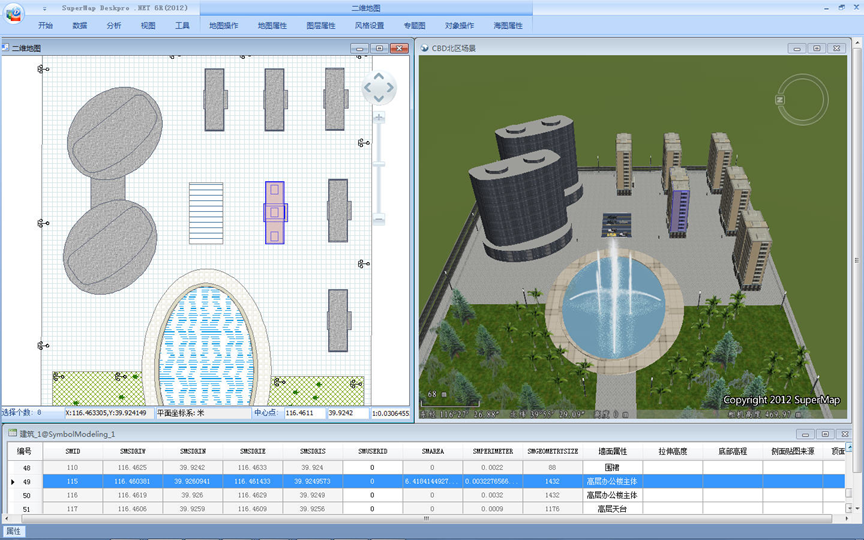 SuperMap Deskpro .NET 6R(2012)
二维地图
开始 数据 分析 视图 工具 地图操作 地图属性 图层属性 风格设置 专题图 对象操作 海图属性
二维地图
CBD北区场景
N
68 m
Copyright 2012 SuperMap
选择个数: 0 X:116.463305,Y:39.924149 平面坐标系:米 中心点: 116.4611 39.9242 1:0.0306455
建筑_1@SymbolModeling_1
编号 SMID SMSDRIW SMSDRIN SMSDRIE SMSDRIS SMUSERID SMAREA SMPERIMETER SMGEOMETRYSIZE 墙面属性 拉伸高度 底部高程 侧面贴图来源 顶面
48 110 116.4625 39.9242 116.4633 39.924 0 0 0.0022 88 围裙
49 115 116.460381 39.9260941 116.461433 39.9249573 0 6.4184144927... 0.0032276566... 1432 高层办公楼主体
50 116 116.4619 39.926 116.4629 39.9249 0 0 0.0032 1432 高层办公楼主体
51 117 116.4606 39.9259 116.4609 39.9256 0 0 0.0009 1176 高层天台
属性